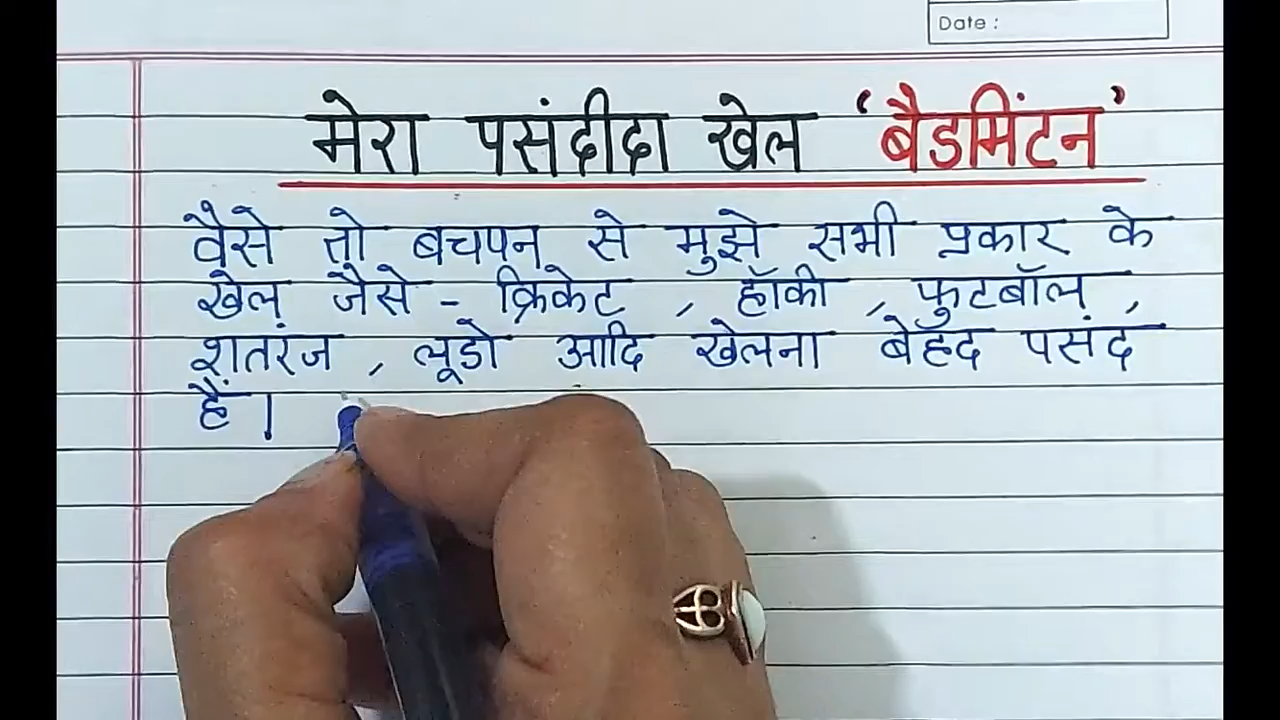 Date :
मेरा पसंदीदा खेल ‘बैडमिंटन’
वैसे तो बचपन से मुझे सभी प्रकार के
खेल जैसे - क्रिकेट , हॉकी , फुटबॉल ,
शतरंज , लूडो आदि खेलना बेहद पसंद
हैं।